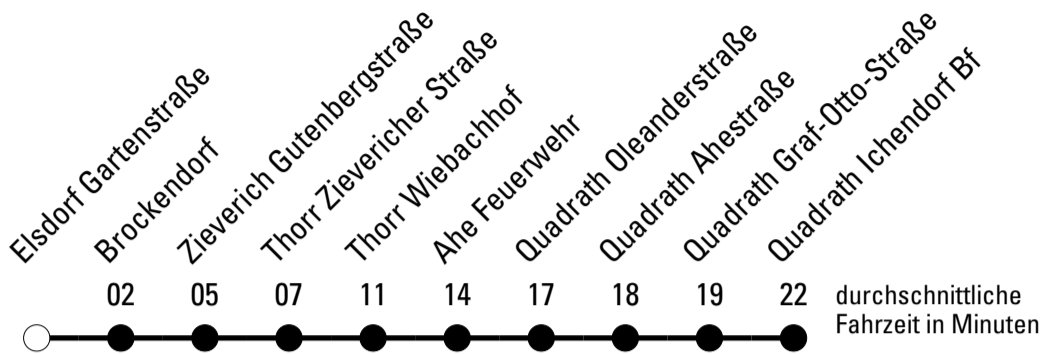 Elsdorf Gartenstraße
Brockendorf
Zieverich Gutenbergstraße
Thorr Zievericher Straße
Thorr Wiebachhof
Ahe Feuerwehr
Quadrath Oleanderstraße
Quadrath Ahestraße
Quadrath Graf-Otto-Straße
Quadrath Ichendorf Bf
02 05 07 11 14 17 18 19 22 durchschnittliche
Fahrzeit in Minuten